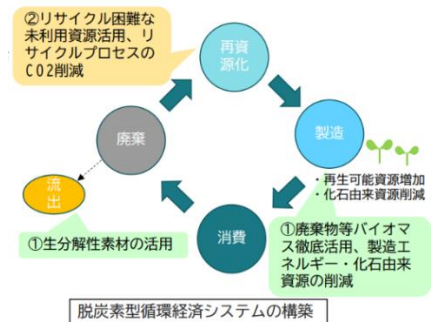 ②リサイクル困難な
未利用資源活用、リ
サイクルプロセスの
CO2削減
再資
源化
廃棄
製造
・再生可能資源増加
・化石由来資源削減
流
出
消費
①生分解性素材の活用
①廃棄物等バイオマ
ス徹底活用、製造エ
ネルギー・化石由来
資源の削減
脱炭素型循環経済システムの構築